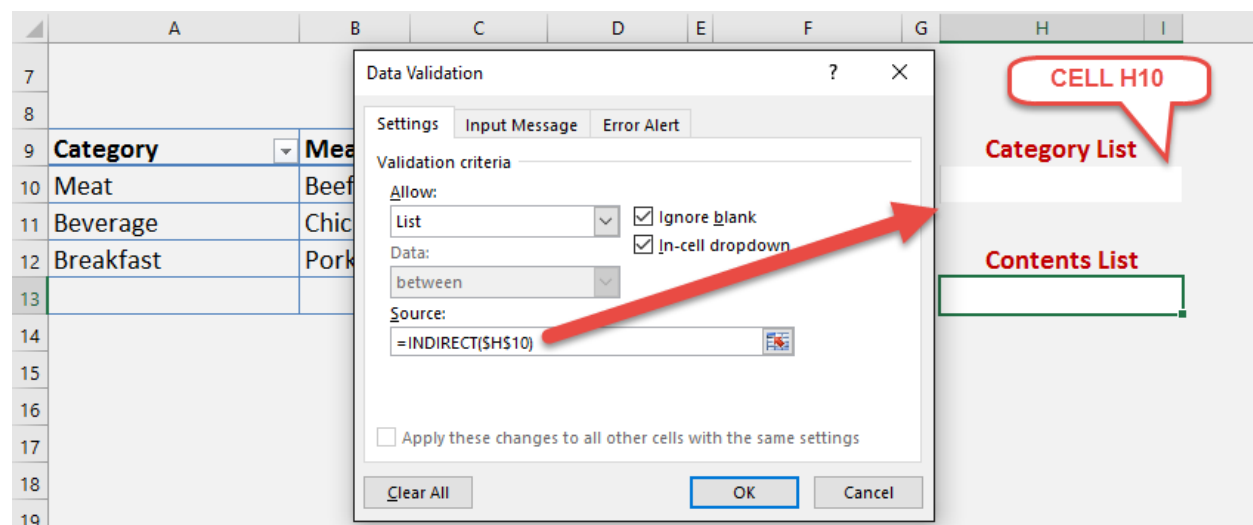 A B C D E F G H I
7
Data Validation ? ×
CELL H10
8
Settings Input Message Error Alert
9 Category Mea Category List
Validation criteria
10 Meat Beef
Allow:
List Ignore blank
11 Beverage Chic
In-cell dropdown
Data:
12 Breakfast Pork Contents List
between
13
Source:
=INDIRECT($H$10)
14
15
16
Apply these changes to all other cells with the same settings
17
18
Clear All OK Cancel
19